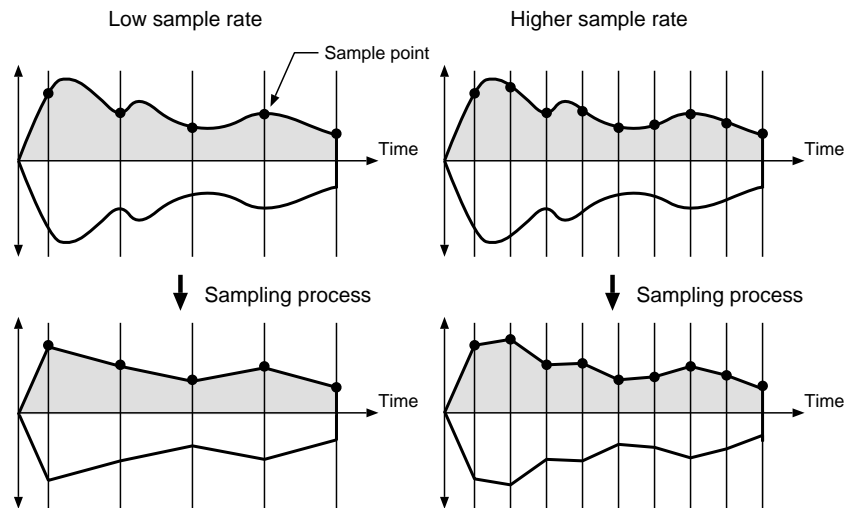 Low sample rate
Higher sample rate
Sample point
Time
Time
Sampling process
Sampling process
Time
Time